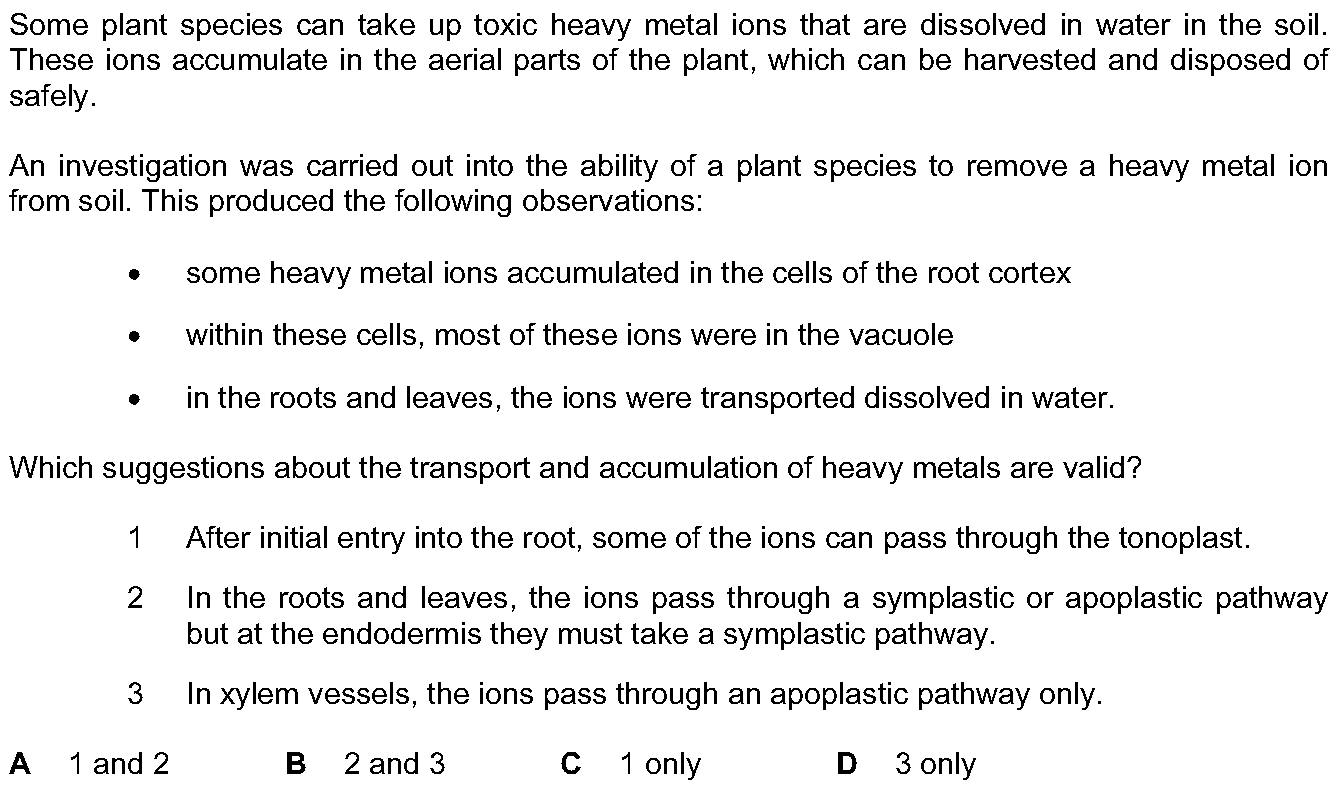 Some plant species can take up toxic heavy metal ions that are dissolved in water in the soil.
These ions accumulate in the aerial parts of the plant, which can be harvested and disposed of
safely.
An investigation was carried out into the ability of a plant species to remove a heavy metal ion
from soil. This produced the following observations:
• some heavy metal ions accumulated in the cells of the root cortex
• within these cells, most of these ions were in the vacuole
• in the roots and leaves, the ions were transported dissolved in water.
Which suggestions about the transport and accumulation of heavy metals are valid?
1 After initial entry into the root, some of the ions can pass through the tonoplast.
2 In the roots and leaves, the ions pass through a symplastic or apoplastic pathway
but at the endodermis they must take a symplastic pathway.
3 In xylem vessels, the ions pass through an apoplastic pathway only.
A 1 and 2 B 2 and 3 C 1 only D 3 only